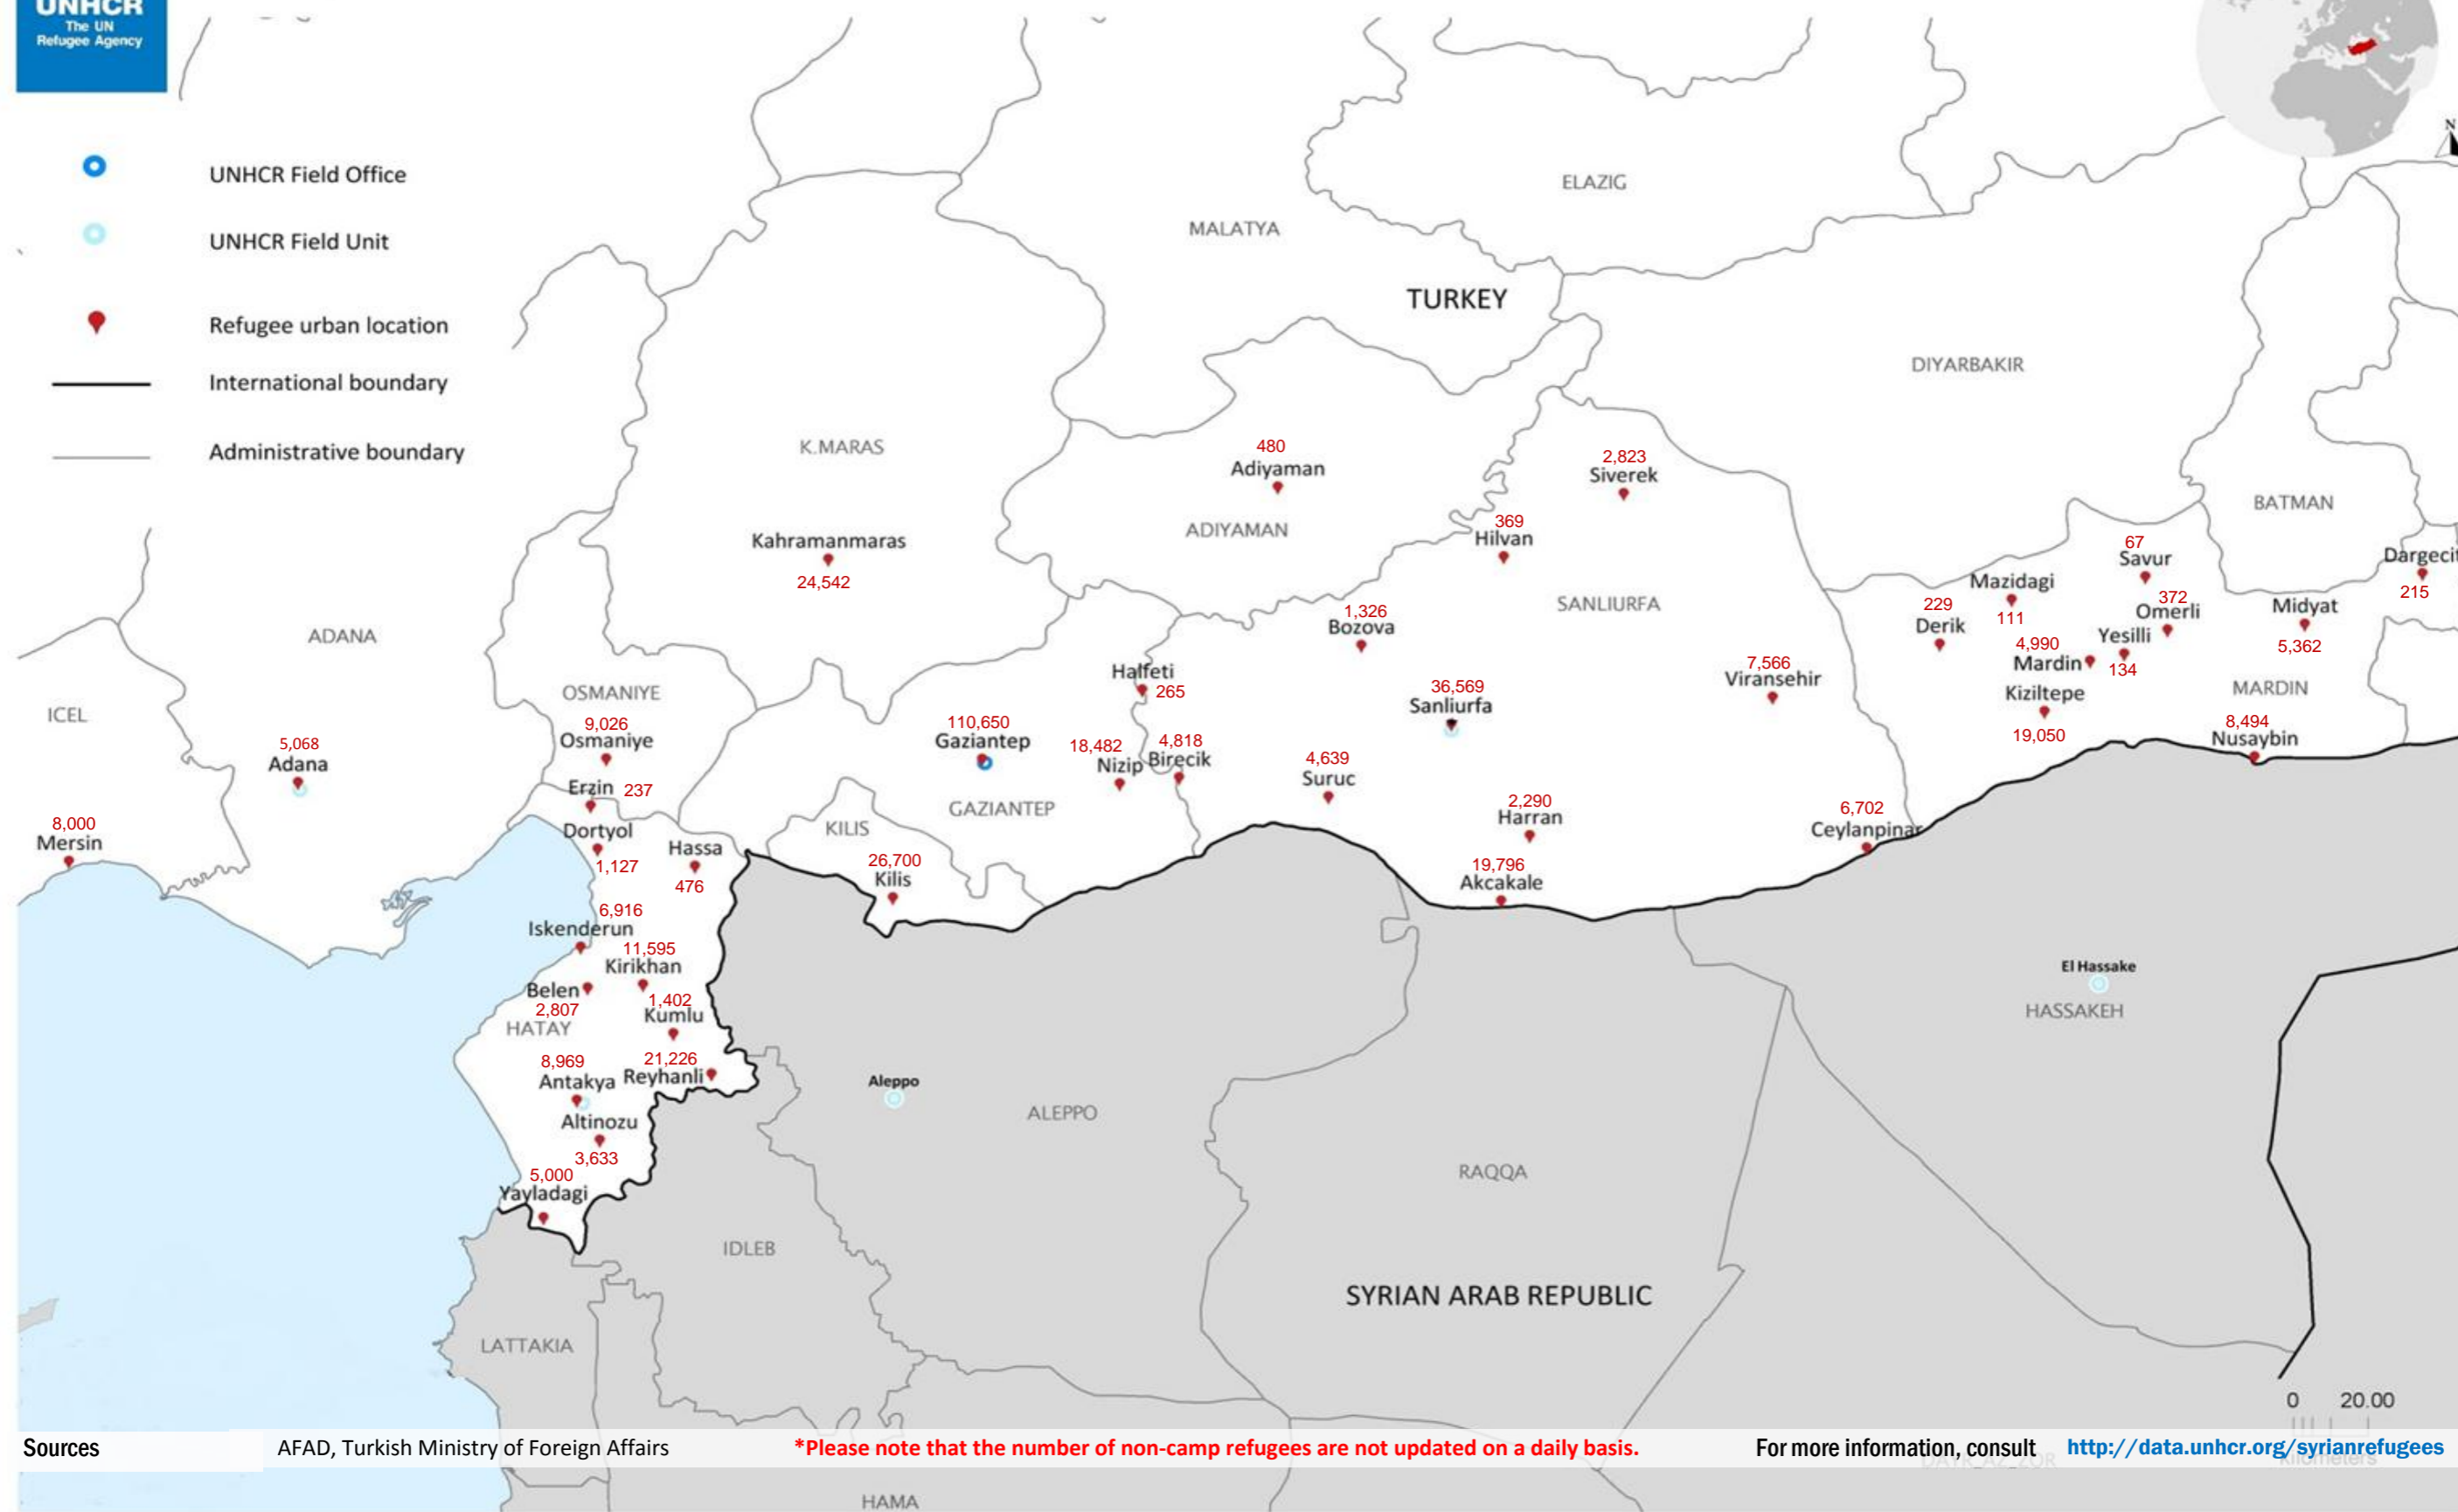 UNHCR
The UN
Refugee Agency
UNHCR Field Office
UNHCR Field Unit
Refugee urban location
International boundary
Administrative boundary
N
ELAZIG
MALATYA
TURKEY
DIYARBAKIR
K.MARAS
480
Adiyaman
ADIYAMAN
2,823
Siverek
369
Hilvan
BATMAN
Kahramanmaras
24,542
67
Savur
Dargecit
215
Mazidagi
111
372
Omerli
Midyat
5,362
229
Derik
Yesilli
134
4,990
Mardin
MARDIN
Kiziltepe
19,050
8,494
Nusaybin
SANLIURFA
1,326
Bozova
ADANA
Halfeti
265
7,566
Viransehir
36,569
Sanliurfa
OSMANIYE
ICEL
9,026
Osmaniye
5,068
Adana
110,650
Gaziantep
18,482
Nizip
4,818
Birecik
4,639
Suruc
Erzin 237
GAZIANTEP
2,290
Harran
6,702
Ceylanpinar
8,000
Mersin
Dortyol
1,127
Hassa
476
KILIS
26,700
Kilis
19,796
Akcakale
6,916
Iskenderun
11,595
Kirikhan
Belen
2,807
HATAY
1,402
Kumlu
El Hassake
HASSAKEH
8,969
Antakya
21,226
Reyhanli
Aleppo
ALEPPO
Altinozu
3,633
5,000
Yayladagi
RAQQA
IDLEB
SYRIAN ARAB REPUBLIC
LATTAKIA
0 20.00
Kilometers
Sources AFAD, Turkish Ministry of Foreign Affairs *Please note that the number of non-camp refugees are not updated on a daily basis. For more information, consult http://data.unhcr.org/syrianrefugees
DAYR_AZ_ZOR
HAMA